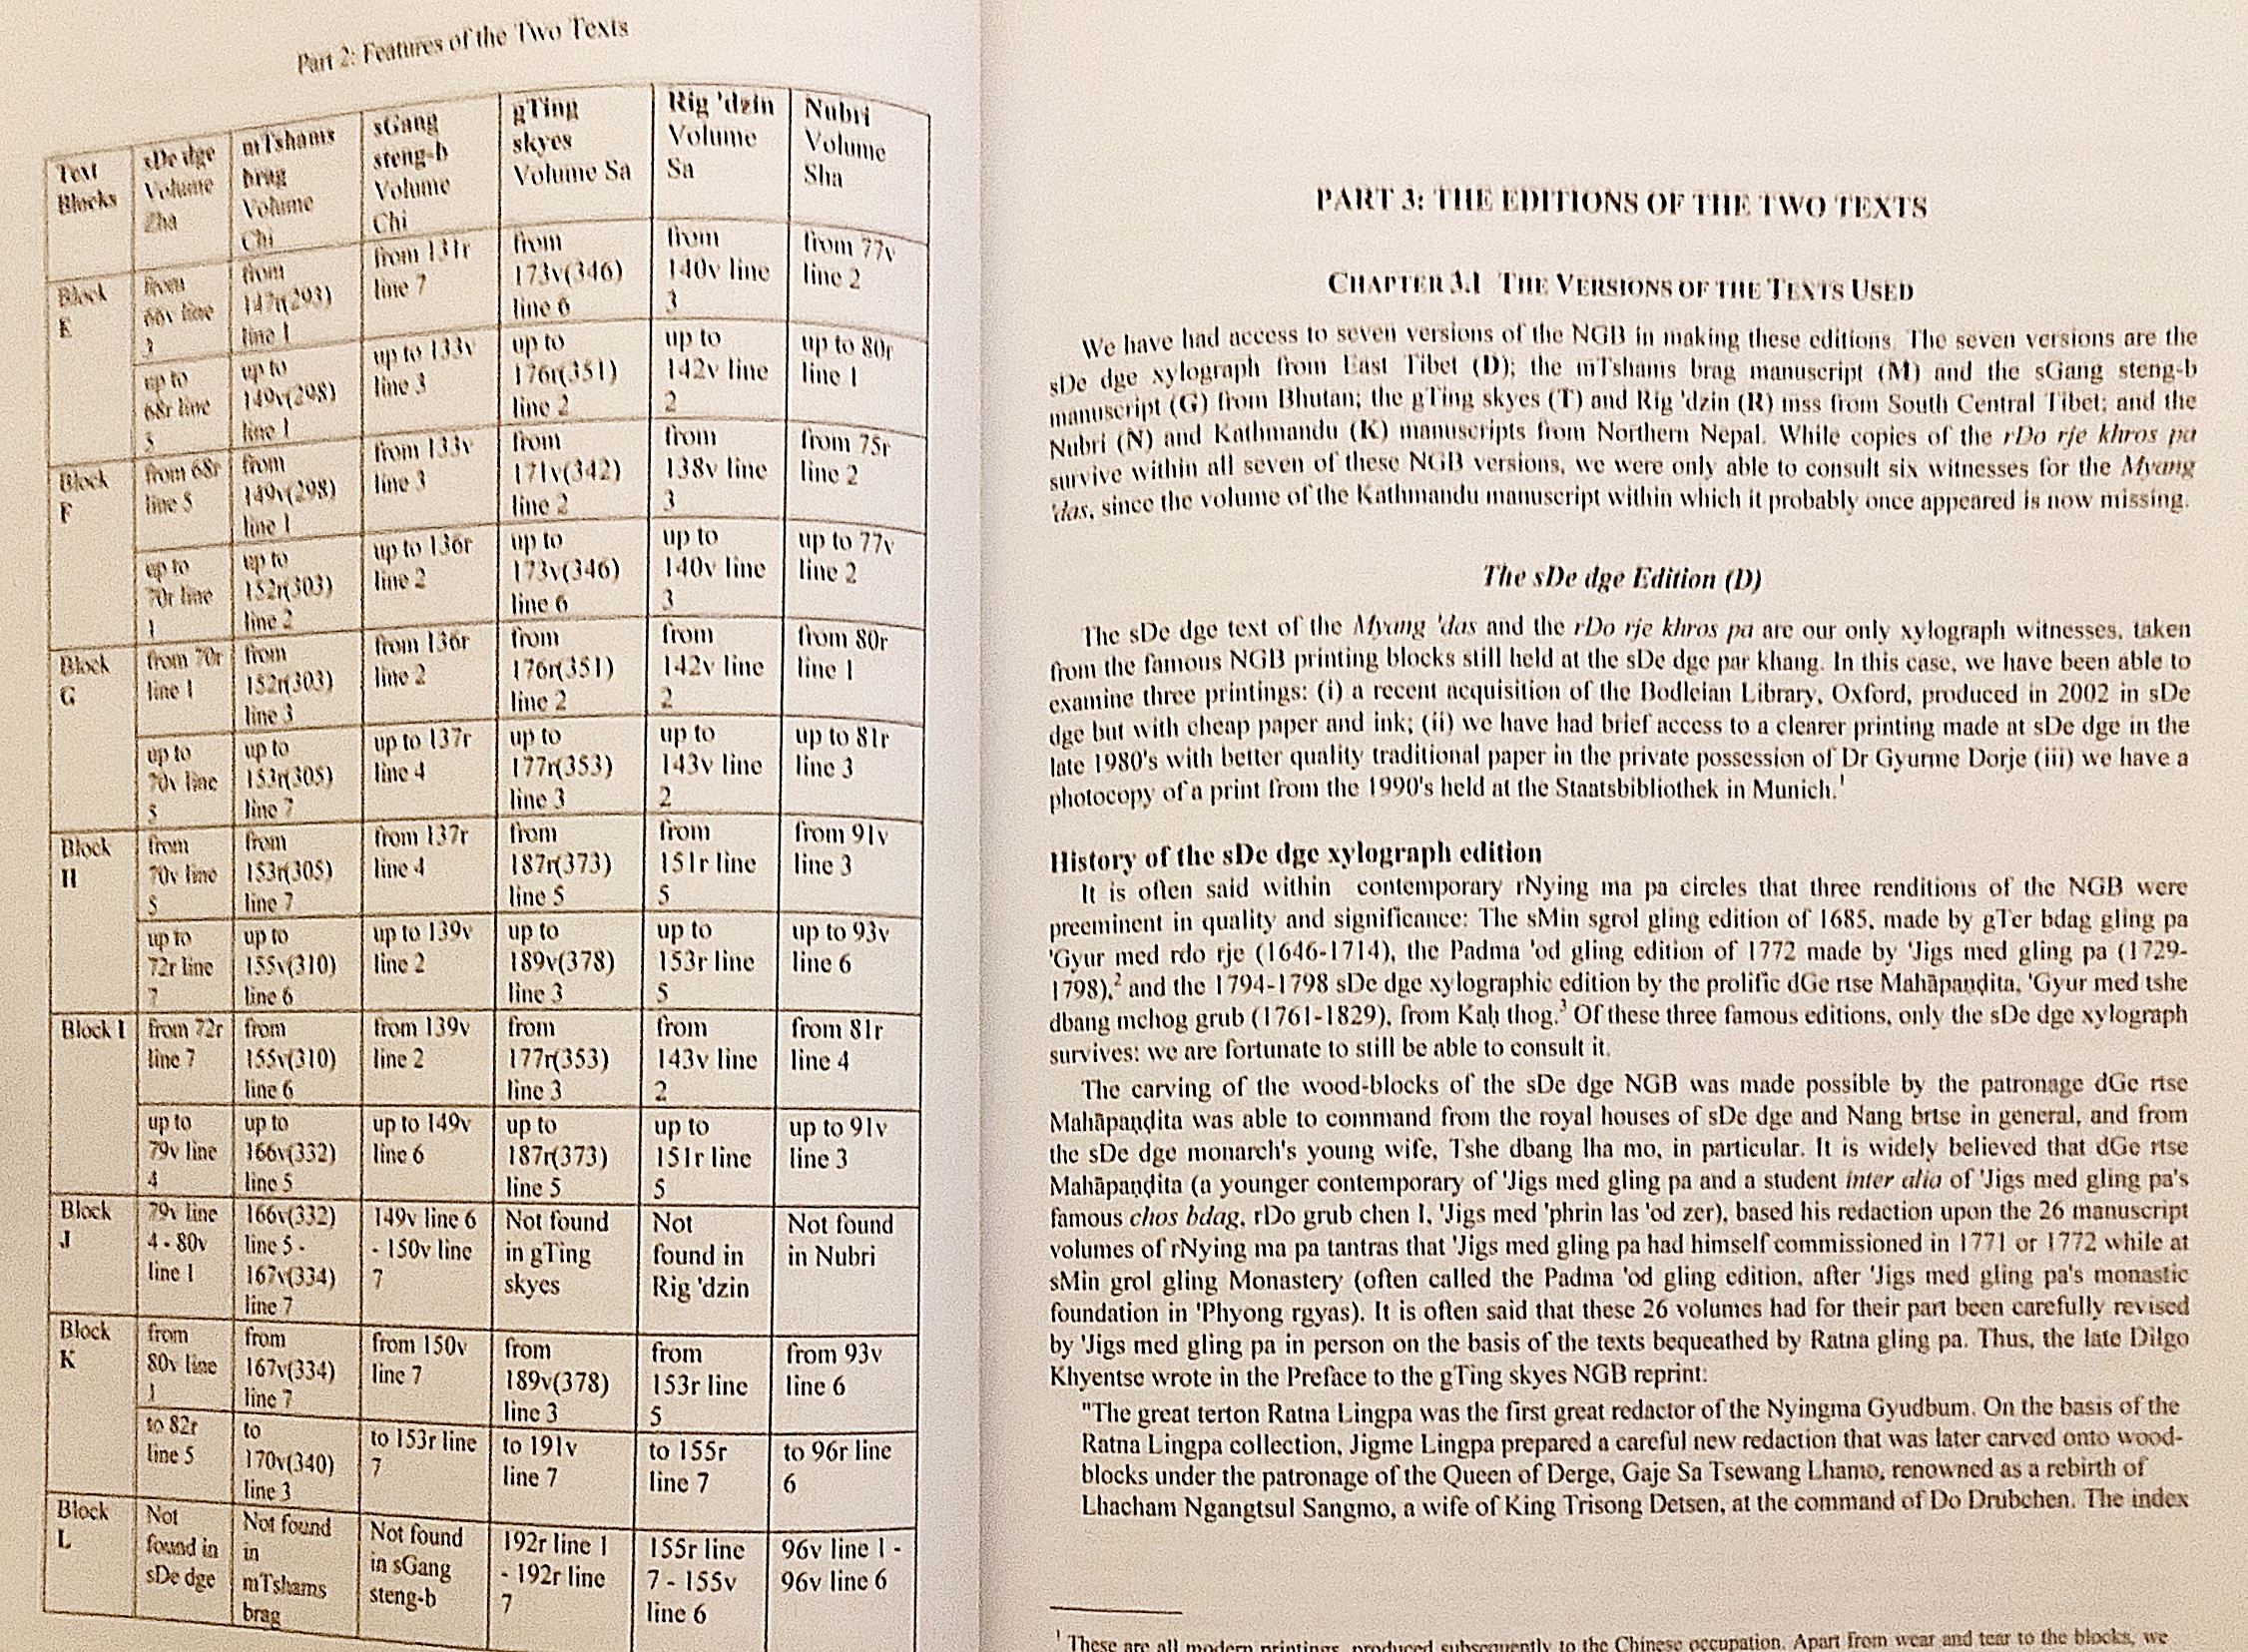 Part 2: Features of the Two Texts
Text Blocks | sDe dge Volume Zha | mTshams brag Volume Chi | sGang steng-b Volume Chi | gTing skyes Volume Sa | Rig 'dzin Volume Sa | Nubri Volume Sha
Block E | from 66v line | from 147r(293) line 1 | from 131r line 7 | from 173v(346) line 6 | from 140v line 3 | from 77v line 2
up to 68r line 5 | up to 149v(298) line 1 | up to 133v line 3 | up to 176r(351) line 2 | up to 142v line 2 | up to 80r line 1
Block F | from 68r line 5 | from 149v(298) line 1 | from 133v line 3 | from 171v(342) line 2 | from 138v line 3 | from 75r line 2
up to 70r line 1 | up to 152r(303) line 2 | up to 136r line 2 | up to 173v(346) line 6 | up to 140v line 3 | up to 77v line 2
Block G | from 70r line 1 | from 152r(303) line 3 | from 136r line 2 | from 176r(351) line 2 | from 142v line 2 | from 80r line 1
up to 70v line 5 | up to 153r(305) line 7 | up to 137r line 4 | up to 177r(353) line 3 | up to 143v line 2 | up to 81r line 3
Block H | from 70v line 5 | from 153r(305) line 7 | from 137r line 4 | from 187r(373) line 5 | from 151r line 5 | from 91v line 3
up to 72r line 7 | up to 155v(310) line 6 | up to 139v line 2 | up to 189v(378) line 3 | up to 153r line 5 | up to 93v line 6
Block I | from 72r line 7 | from 155v(310) line 6 | from 139v line 2 | from 177r(353) line 3 | from 143v line 2 | from 81r line 4
up to 79v line 4 | up to 166v(332) line 5 | up to 149v line 6 | up to 187r(373) line 5 | up to 151r line 5 | up to 91v line 3
Block J | 79v line 4 - 80v line 1 | 166v(332) line 5 - 167v(334) line 7 | 149v line 6 - 150v line 7 | Not found in gTing skyes | Not found in Rig 'dzin | Not found in Nubri
Block K | from 80v line 1 | from 167v(334) line 7 | from 150v line 7 | from 189v(378) line 3 | from 153r line 5 | from 93v line 6
to 82r line 5 | to 170v(340) line 3 | to 153r line 7 | to 191v line 7 | to 155r line 7 | to 96r line 6
Block L | Not found in sDe dge | Not found in mTshams brag | Not found in sGang steng-b | 192r line 1 - 192r line 7 | 155r line 7 - 155v line 6 | 96v line 1 - 96v line 6
PART 3: THE EDITIONS OF THE TWO TEXTS
CHAPTER 3.1 THE VERSIONS OF THE TEXTS USED
We have had access to seven versions of the NGB in making these editions. The seven versions are the
sDe dge xylograph from East Tibet (D); the mTshams brag manuscript (M) and the sGang steng-b
manuscript (G) from Bhutan; the gTing skyes (T) and Rig 'dzin (R) mss from South Central Tibet; and the
Nubri (N) and Kathmandu (K) manuscripts from Northern Nepal. While copies of the rDo rje khros pa
survive within all seven of these NGB versions, we were only able to consult six witnesses for the Myang
'das, since the volume of the Kathmandu manuscript within which it probably once appeared is now missing.
The sDe dge Edition (D)
The sDe dge text of the Myang 'das and the rDo rje khros pa are our only xylograph witnesses, taken
from the famous NGB printing blocks still held at the sDe dge par khang. In this case, we have been able to
examine three printings: (i) a recent acquisition of the Bodleian Library, Oxford, produced in 2002 in sDe
dge but with cheap paper and ink; (ii) we have had brief access to a clearer printing made at sDe dge in the
late 1980's with better quality traditional paper in the private possession of Dr Gyurme Dorje (iii) we have a
photocopy of a print from the 1990's held at the Staatsbibliothek in Munich.¹
History of the sDe dge xylograph edition
It is often said within contemporary rNying ma pa circles that three renditions of the NGB were
preeminent in quality and significance: The sMin sgrol gling edition of 1685, made by gTer bdag gling pa
'Gyur med rdo rje (1646-1714), the Padma 'od gling edition of 1772 made by 'Jigs med gling pa (1729-
1798),² and the 1794-1798 sDe dge xylographic edition by the prolific dGe rtse Mahāpaṇḍita, 'Gyur med tshe
dbang mchog grub (1761-1829), from Kaḥ thog.³ Of these three famous editions, only the sDe dge xylograph
survives: we are fortunate to still be able to consult it.
The carving of the wood-blocks of the sDe dge NGB was made possible by the patronage dGe rtse
Mahāpaṇḍita was able to command from the royal houses of sDe dge and Nang brtse in general, and from
the sDe dge monarch's young wife, Tshe dbang lha mo, in particular. It is widely believed that dGe rtse
Mahāpaṇḍita (a younger contemporary of 'Jigs med gling pa and a student inter alia of 'Jigs med gling pa's
famous chos bdag, rDo grub chen I, 'Jigs med 'phrin las 'od zer), based his redaction upon the 26 manuscript
volumes of rNying ma pa tantras that 'Jigs med gling pa had himself commissioned in 1771 or 1772 while at
sMin grol gling Monastery (often called the Padma 'od gling edition, after 'Jigs med gling pa's monastic
foundation in 'Phyong rgyas). It is often said that these 26 volumes had for their part been carefully revised
by 'Jigs med gling pa in person on the basis of the texts bequeathed by Ratna gling pa. Thus, the late Dilgo
Khyentse wrote in the Preface to the gTing skyes NGB reprint:
"The great terton Ratna Lingpa was the first great redactor of the Nyingma Gyudbum. On the basis of the
Ratna Lingpa collection, Jigme Lingpa prepared a careful new redaction that was later carved onto wood-
blocks under the patronage of the Queen of Derge, Gaje Sa Tsewang Lhamo, renowned as a rebirth of
Lhacham Ngangtsul Sangmo, a wife of King Trisong Detsen, at the command of Do Drubchen. The index
¹ These are all modern printings, produced subsequently to the Chinese occupation. Apart from wear and tear to the blocks, we